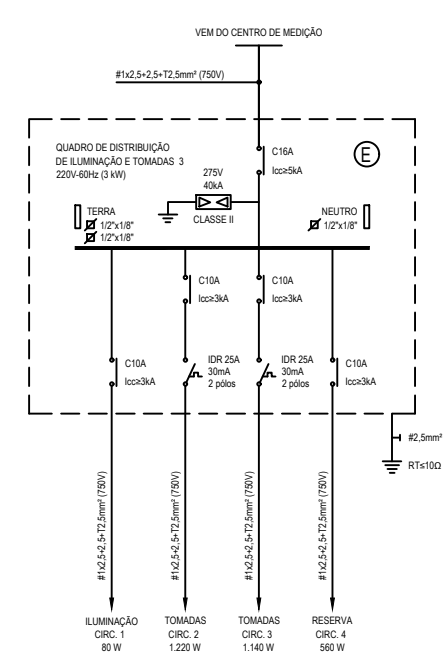 VEM DO CENTRO DE MEDIÇÃO
#1x2,5+2,5+T2,5mm² (750V)
QUADRO DE DISTRIBUIÇÃO
DE ILUMINAÇÃO E TOMADAS 3
220V-60Hz (3 kW)
C16A
Icc≥5kA
E
275V
40kA
CLASSE II
TERRA
1/2"x1/8"
1/2"x1/8"
NEUTRO
1/2"x1/8"
C10A
Icc≥3kA
C10A
Icc≥3kA
C10A
Icc≥3kA
IDR 25A
30mA
2 pólos
IDR 25A
30mA
2 pólos
C10A
Icc≥3kA
#2,5mm²
RT≤10Ω
#1x2,5+2,5+T2,5mm² (750V)
#1x2,5+2,5+T2,5mm² (750V)
#1x2,5+2,5+T2,5mm² (750V)
#1x2,5+2,5+T2,5mm² (750V)
ILUMINAÇÃO
CIRC. 1
80 W
TOMADAS
CIRC. 2
1.220 W
TOMADAS
CIRC. 3
1.140 W
RESERVA
CIRC. 4
560 W